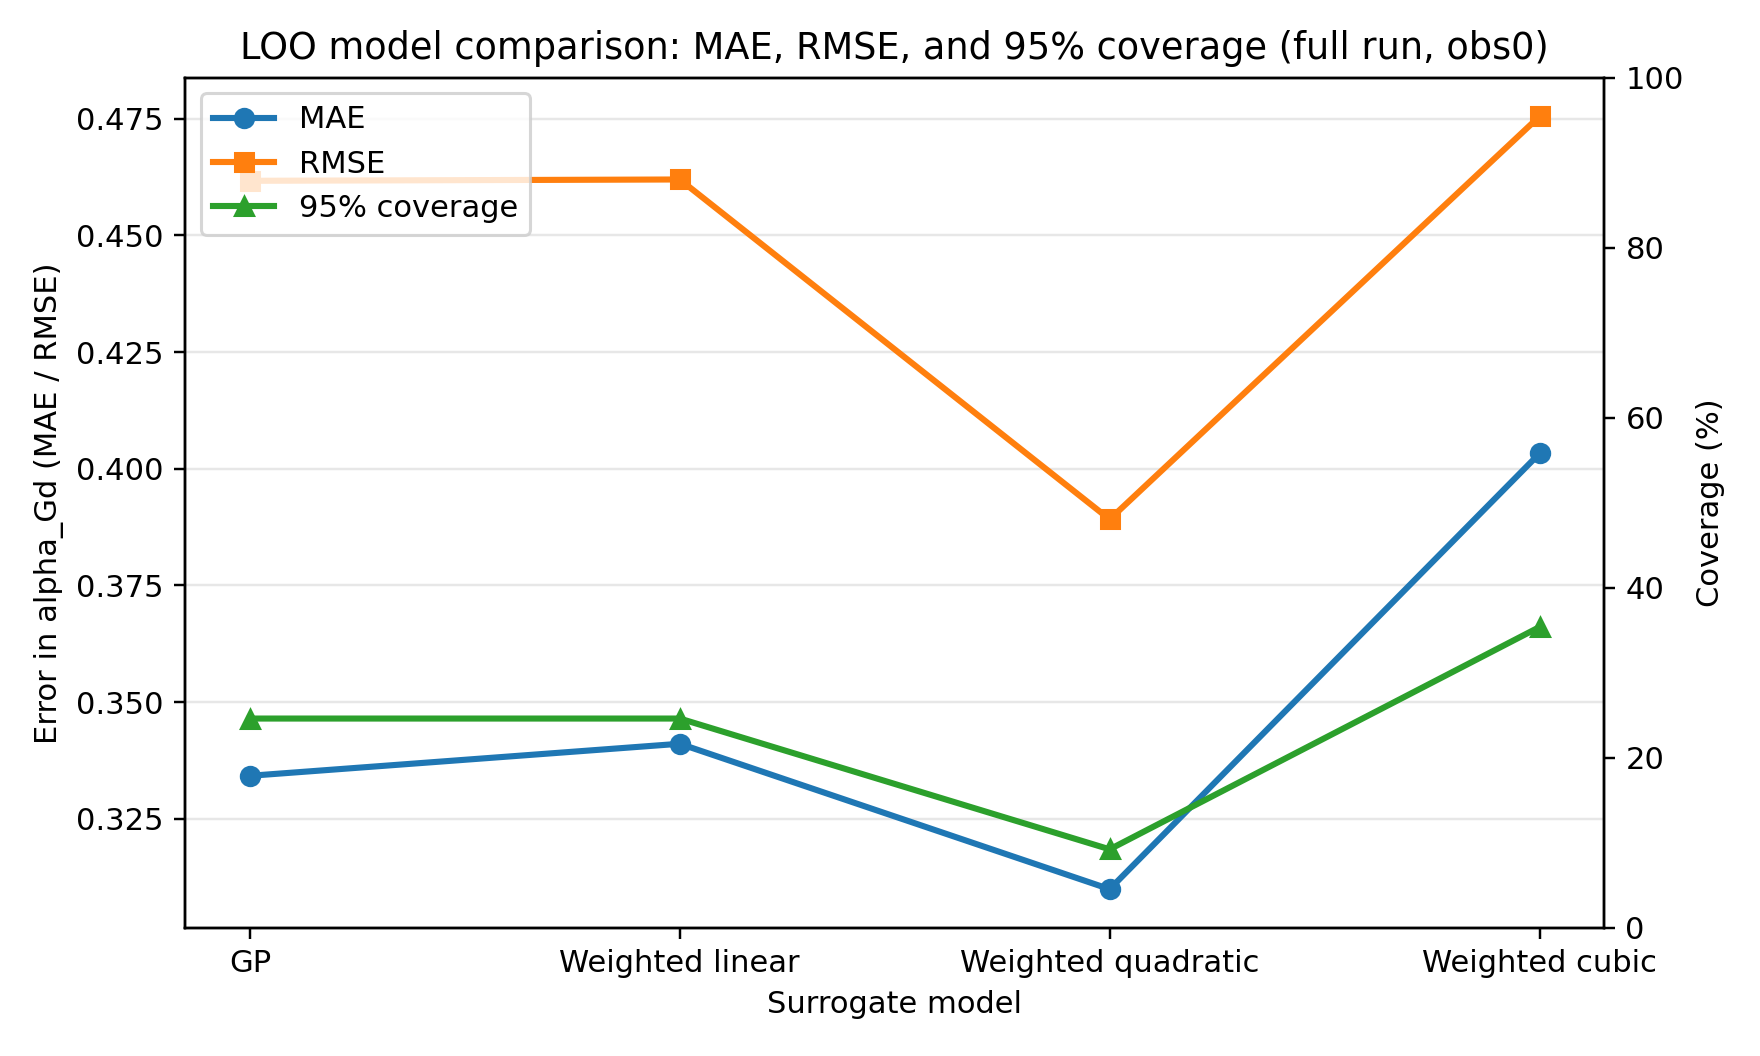 LOO model comparison: MAE, RMSE, and 95% coverage (full run, obs0)
MAE
RMSE
95% coverage
Error in alpha_Gd (MAE / RMSE)
0.475
0.450
0.425
0.400
0.375
0.350
0.325
100
80
60
40
20
0
Coverage (%)
GP
Weighted linear
Weighted quadratic
Weighted cubic
Surrogate model